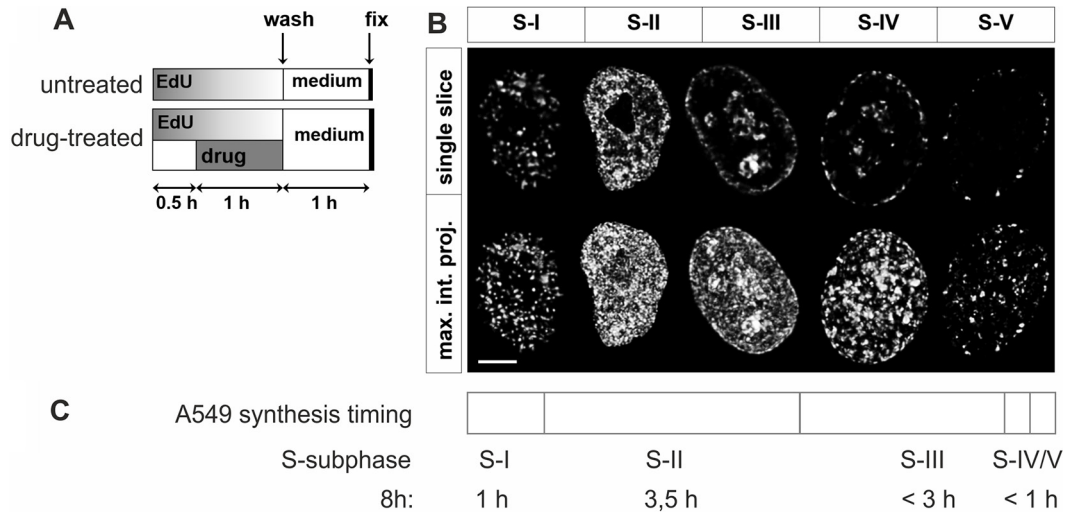 A
wash
fix
untreated
EdU
medium
drug-treated
EdU
medium
drug
0.5 h
1 h
1 h
B
S-I
S-II
S-III
S-IV
S-V
single slice
max. int. proj.
C
A549 synthesis timing
S-subphase
S-I
S-II
S-III
S-IV/V
8h:
1 h
3,5 h
< 3 h
< 1 h